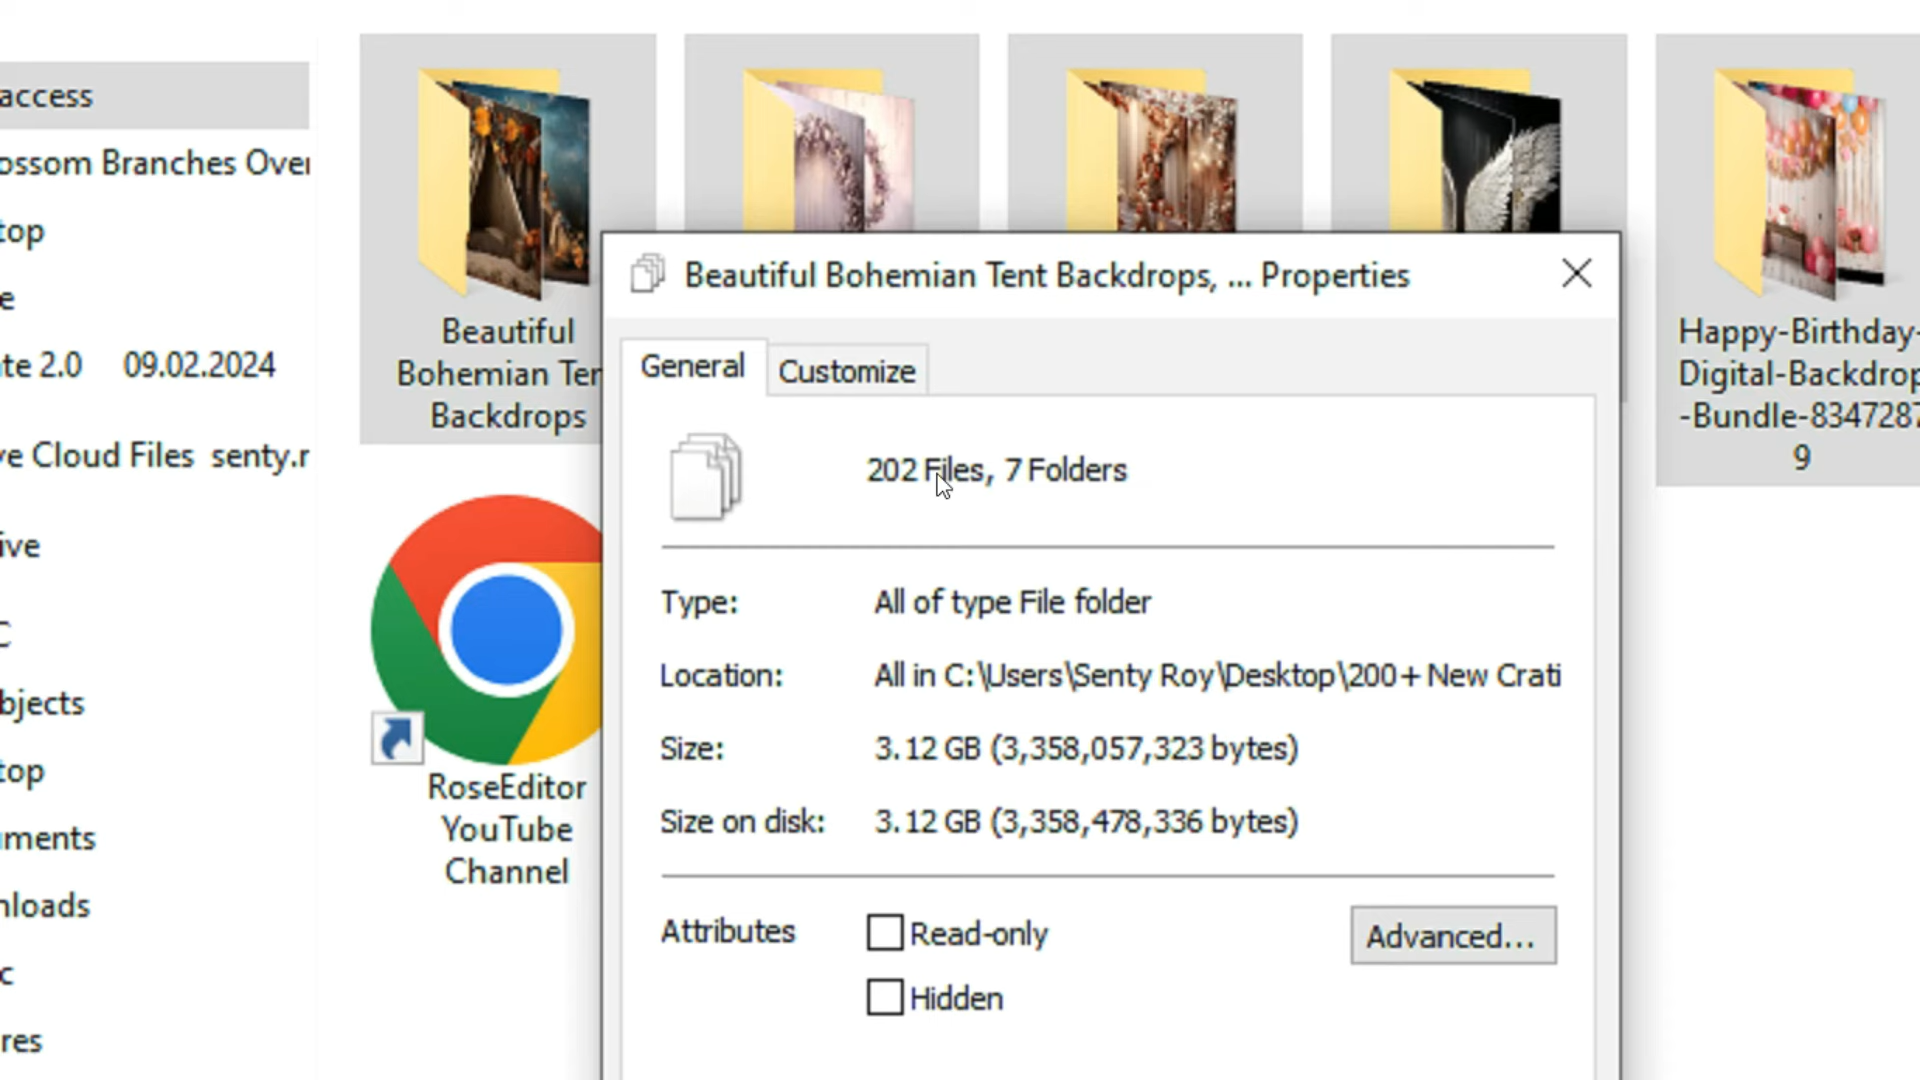 access
ossom Branches Over
top
e
te 2.0 09.02.2024
ve Cloud Files senty.r
ive
C
bjects
top
uments
nloads
c
res
Beautiful
Bohemian Ten
Backdrops
Happy-Birthday-
Digital-Backdrop
-Bundle-8347287
9
RoseEditor
YouTube
Channel
Beautiful Bohemian Tent Backdrops, ... Properties
General Customize
202 Files, 7 Folders
Type: All of type File folder
Location: All in C:\Users\Senty Roy\Desktop\200+ New Crati
Size: 3.12 GB (3,358,057,323 bytes)
Size on disk: 3.12 GB (3,358,478,336 bytes)
Attributes Read-only Advanced...
Hidden